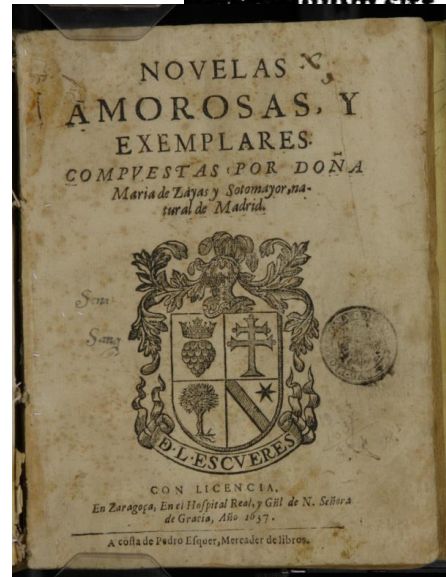 NOVELAS
AMOROSAS, Y
EXEMPLARES.
COMPVESTAS POR DOÑA
Maria de Zayas y Sotomayor, na-
tural de Madrid.
D.L.ESCVERES
CON LICENCIA,
En Zaragoça, En el Hospital Real, y Gñl de N. Señora
de Gracia, Año 1637.
A costa de Pedro Esquer, Mercader de libros.